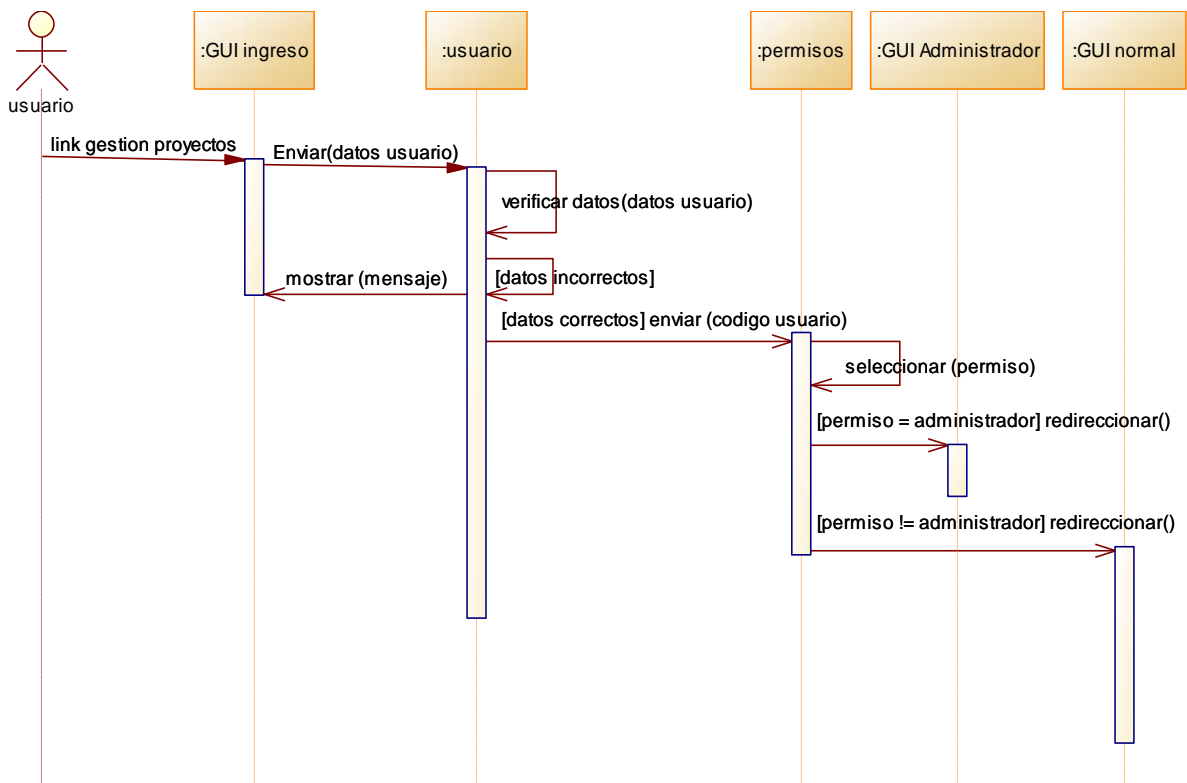 :GUI ingreso
:usuario
:permisos
:GUI Administrador
:GUI normal
usuario
link gestion proyectos
Enviar(datos usuario)
verificar datos(datos usuario)
mostrar (mensaje)
[datos incorrectos]
[datos correctos] enviar (codigo usuario)
seleccionar (permiso)
[permiso = administrador] redireccionar()
[permiso != administrador] redireccionar()